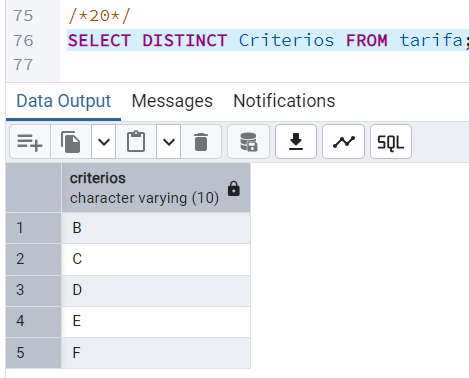 75 /*20*/
76 SELECT DISTINCT Criterios FROM tarifa;
77
Data Output Messages Notifications
SQL
criterios
character varying (10)
1 B
2 C
3 D
4 E
5 F